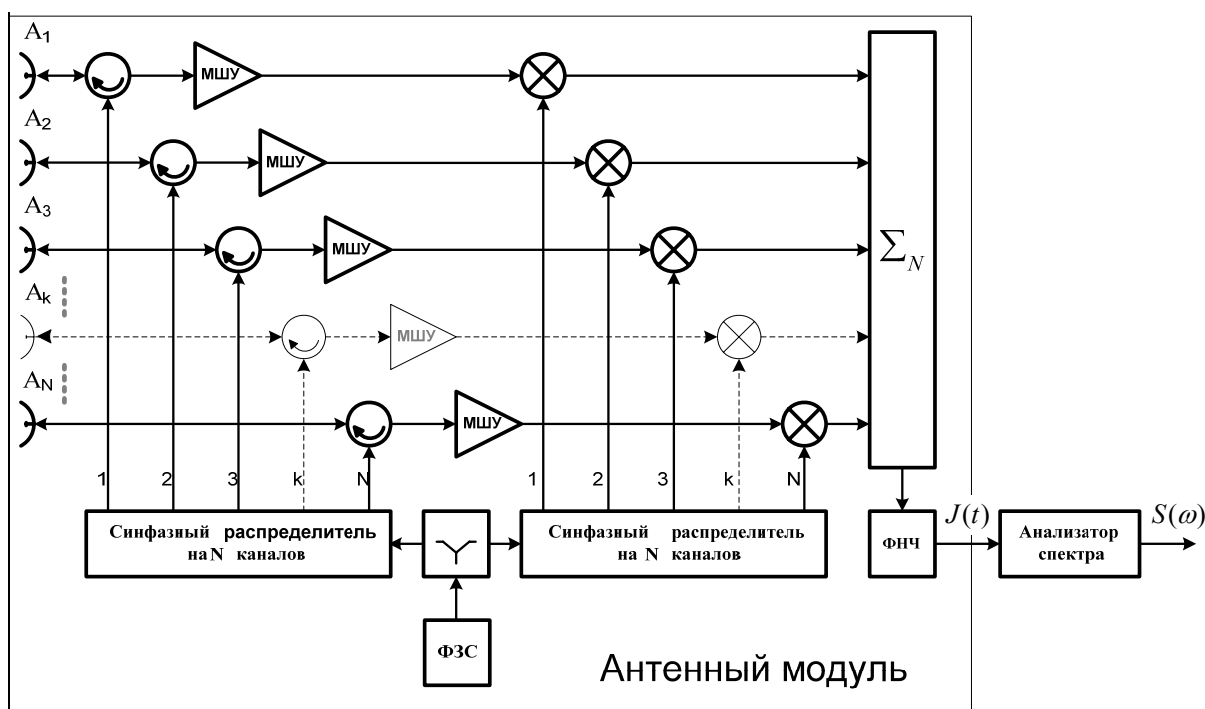 A1
МШУ
A2
МШУ
A3
МШУ
∑N
Ak
МШУ
AN
МШУ
1 2 3 k N 1 2 3 k N
Синфазный распределитель
на N каналов
Синфазный распределитель
на N каналов
ФНЧ
J(t)
Анализатор
спектра
S(ω)
ФЗС
Антенный модуль